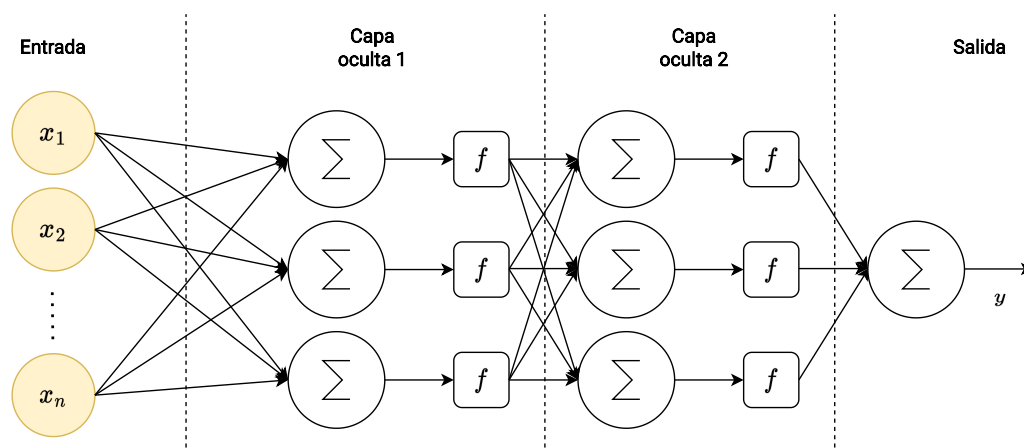 Entrada
Capa
oculta 1
Capa
oculta 2
Salida
x₁
x₂
xₙ
∑
∑
∑
f
f
f
∑
∑
∑
f
f
f
∑
y